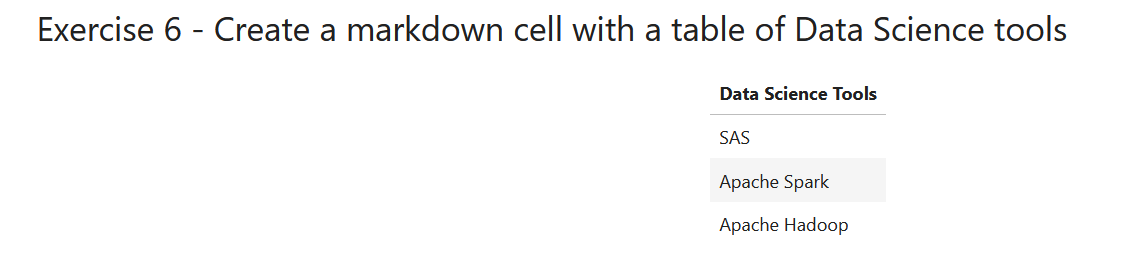 Exercise 6 - Create a markdown cell with a table of Data Science tools
Data Science Tools
SAS
Apache Spark
Apache Hadoop